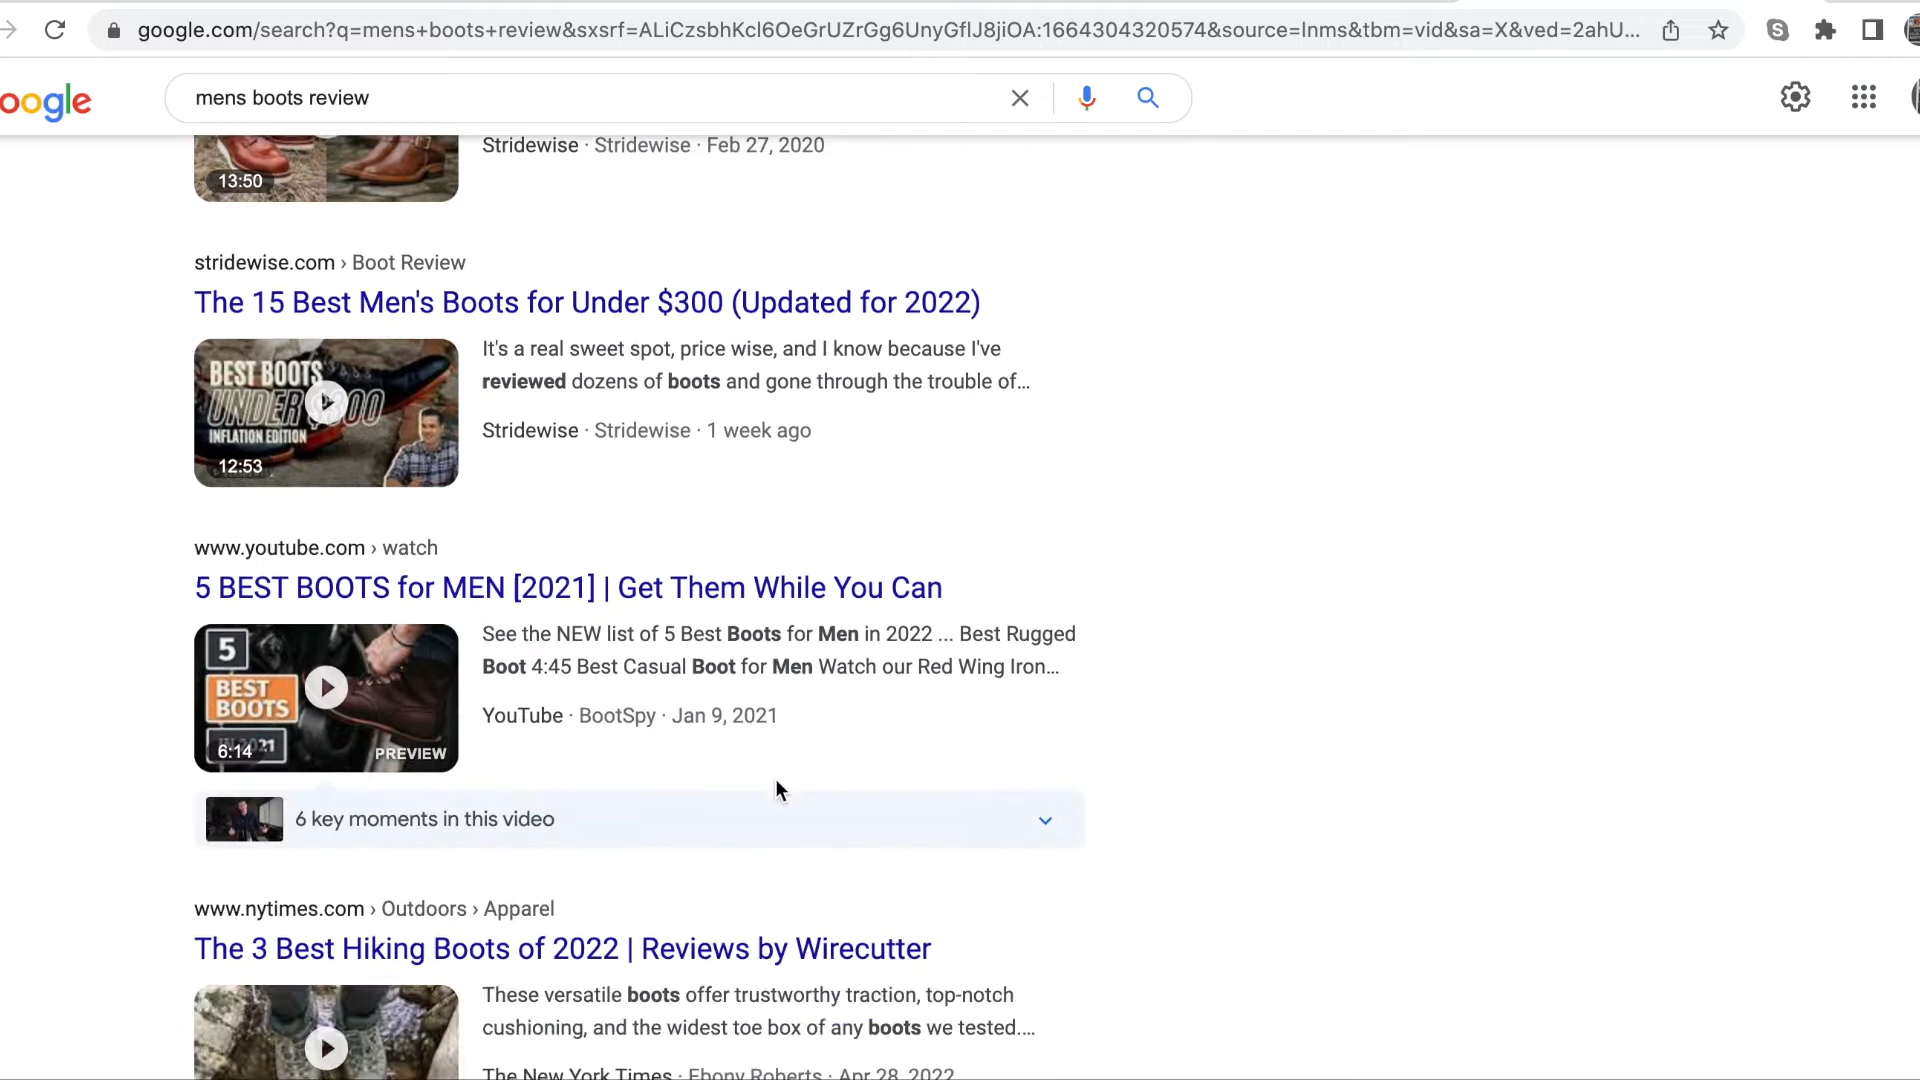 google.com/search?q=mens+boots+review&sxsrf=ALiCzsbhKcl6OeGrUZrGg6UnyGflJ8jiOA:1664304320574&source=lnms&tbm=vid&sa=X&ved=2ahU...
oogle
mens boots review
Stridewise · Stridewise · Feb 27, 2020
13:50
stridewise.com › Boot Review
The 15 Best Men's Boots for Under $300 (Updated for 2022)
BEST BOOTS
UNDER $300
INFLATION EDITION
12:53
It's a real sweet spot, price wise, and I know because I've
reviewed dozens of boots and gone through the trouble of...
Stridewise · Stridewise · 1 week ago
www.youtube.com › watch
5 BEST BOOTS for MEN [2021] | Get Them While You Can
5
BEST
BOOTS
6:14
PREVIEW
See the NEW list of 5 Best Boots for Men in 2022 ... Best Rugged
Boot 4:45 Best Casual Boot for Men Watch our Red Wing Iron...
YouTube · BootSpy · Jan 9, 2021
6 key moments in this video
www.nytimes.com › Outdoors › Apparel
The 3 Best Hiking Boots of 2022 | Reviews by Wirecutter
These versatile boots offer trustworthy traction, top-notch
cushioning, and the widest toe box of any boots we tested....
The New York Times · Ebony Roberts · Apr 28, 2022